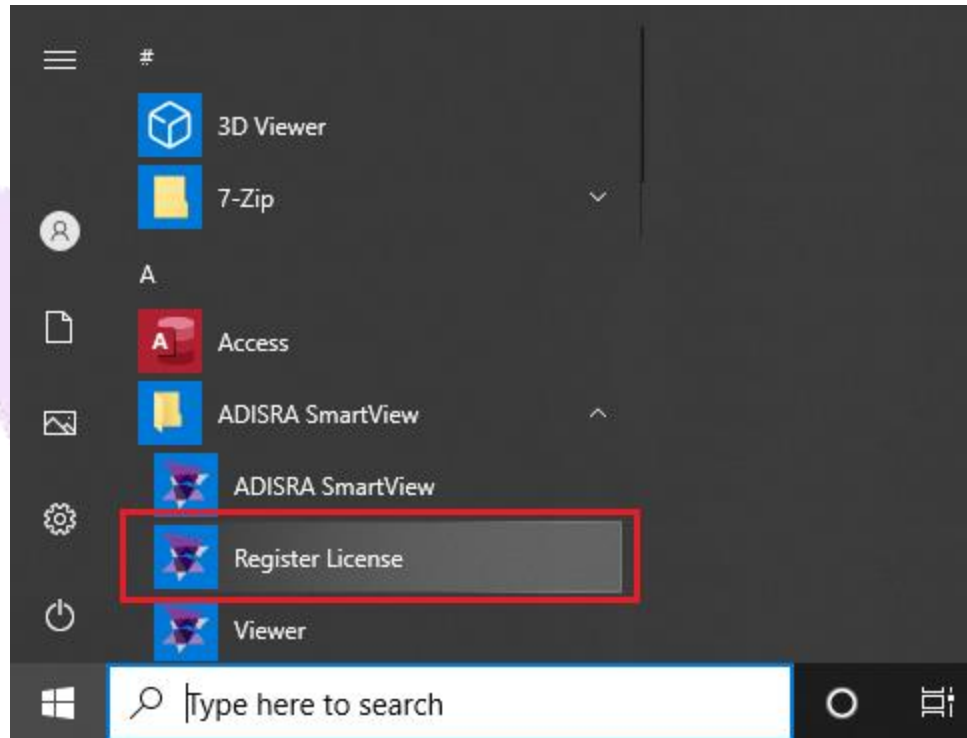 #
3D Viewer
7-Zip
A
Access
ADISRA SmartView
ADISRA SmartView
Register License
Viewer
Type here to search